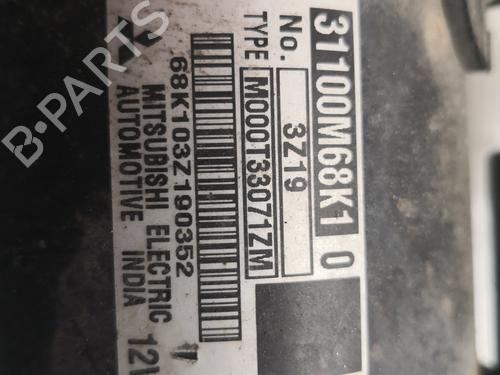 31100M68K1 0
No. 3Z19
TYPE M000T33071ZM
68K103Z190352
MITSUBISHI ELECTRIC
AUTOMOTIVE INDIA 12V
B-PARTS